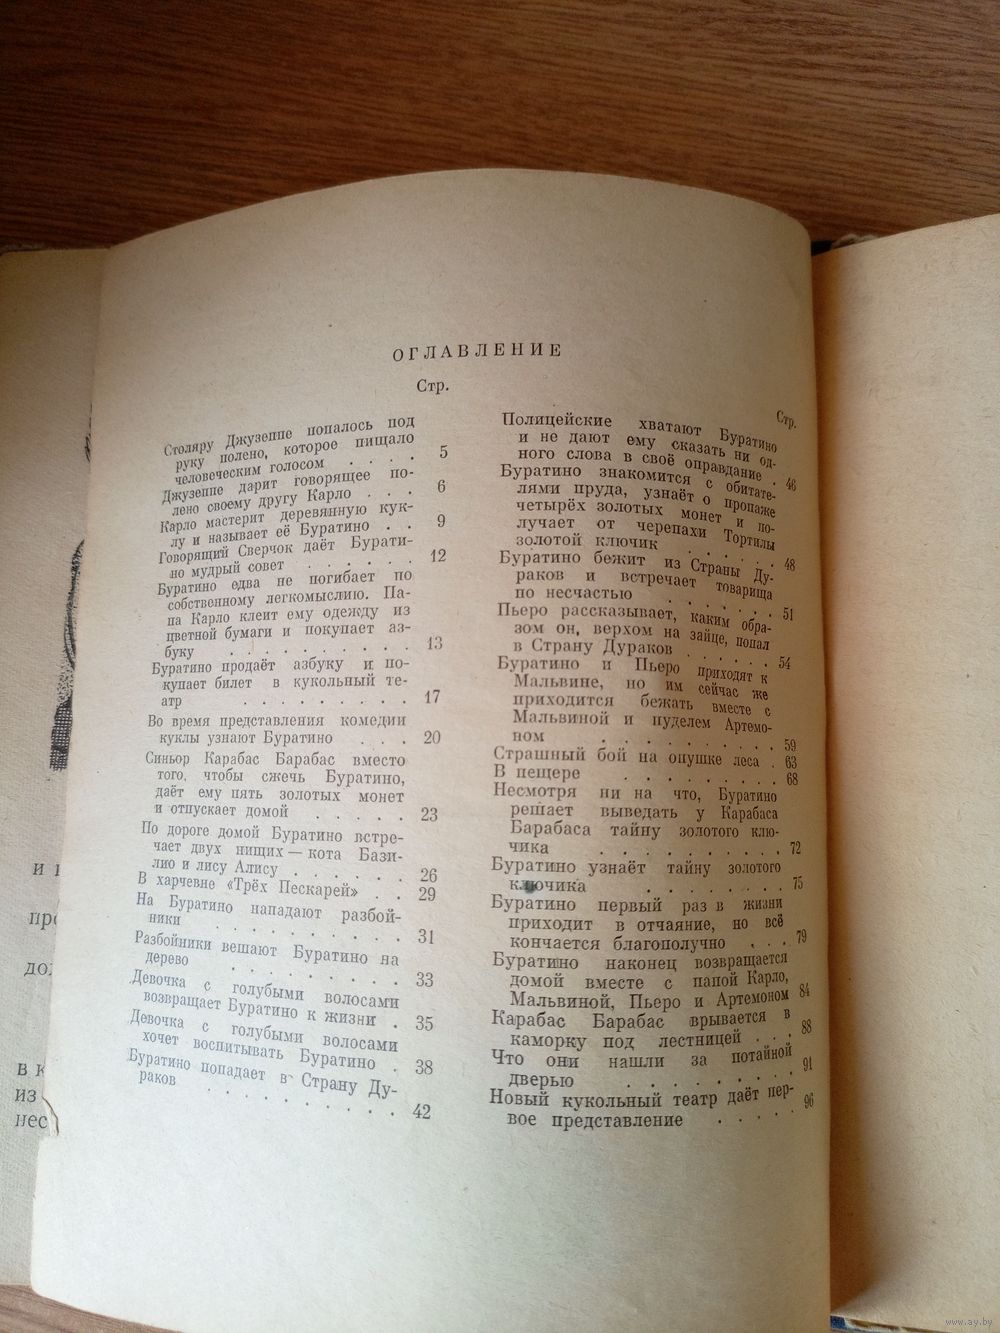 ОГЛАВЛЕНИЕ
Стр.
Столяру Джузеппе попалось под
руку полено, которое пищало
человеческим голосом . . . . 5
Джузеппе дарит говорящее по-
лено своему другу Карло . . . 6
Карло мастерит деревянную кук-
лу и называет её Буратино . . 9
Говорящий Сверчок даёт Бурати-
но мудрый совет . . . . . . 12
Буратино едва не погибает по
собственному легкомыслию. Па-
па Карло клеит ему одежду из
цветной бумаги и покупает аз-
буку . . . . . . . . . . 13
Буратино продаёт азбуку и по-
купает билет в кукольный те-
атр . . . . . . . . . 17
Во время представления комедии
куклы узнают Буратино . . . 20
Синьор Карабас Барабас вместо
того, чтобы сжечь Буратино,
даёт ему пять золотых монет
и отпускает домой . . . . . 23
По дороге домой Буратино встре-
чает двух нищих — кота Бази-
лио и лису Алису . . . . . . 26
В харчевне «Трёх Пескарей» . . 29
На Буратино нападают разбой-
ники . . . . . . . . . 31
Разбойники вешают Буратино на
дерево . . . . . . . . 33
Девочка с голубыми волосами
возвращает Буратино к жизни . 35
Девочка с голубыми волосами
хочет воспитывать Буратино . 38
Буратино попадает в Страну Ду-
раков . . . . . . . . . 42
Стр.
Полицейские хватают Буратино
и не дают ему сказать ни од-
ного слова в своё оправдание . 46
Буратино знакомится с обитате-
лями пруда, узнаёт о пропаже
четырёх золотых монет и по-
лучает от черепахи Тортилы
золотой ключик . . . . . . 48
Буратино бежит из Страны Ду-
раков и встречает товарища
по несчастью . . . . . . . 51
Пьеро рассказывает, каким обра-
зом он, верхом на зайце, попал
в Страну Дураков . . . . . . 54
Буратино и Пьеро приходят к
Мальвине, но им сейчас же
приходится бежать вместе с
Мальвиной и пуделем Артемо-
ном . . . . . . . . . . 59
Страшный бой на опушке леса . 63
В пещере . . . . . . . . 68
Несмотря ни на что, Буратино
решает выведать у Карабаса
Барабаса тайну золотого клю-
чика . . . . . . . . . . 72
Буратино узнаёт тайну золотого
ключика . . . . . . . . 75
Буратино первый раз в жизни
приходит в отчаяние, но всё
кончается благополучно . . . 79
Буратино наконец возвращается
домой вместе с папой Карло,
Мальвиной, Пьеро и Артемоном 84
Карабас Барабас врывается в
каморку под лестницей . . . 88
Что они нашли за потайной
дверью . . . . . . . . . 91
Новый кукольный театр даёт пер-
вое представление . . . . . 96
www.ay.by